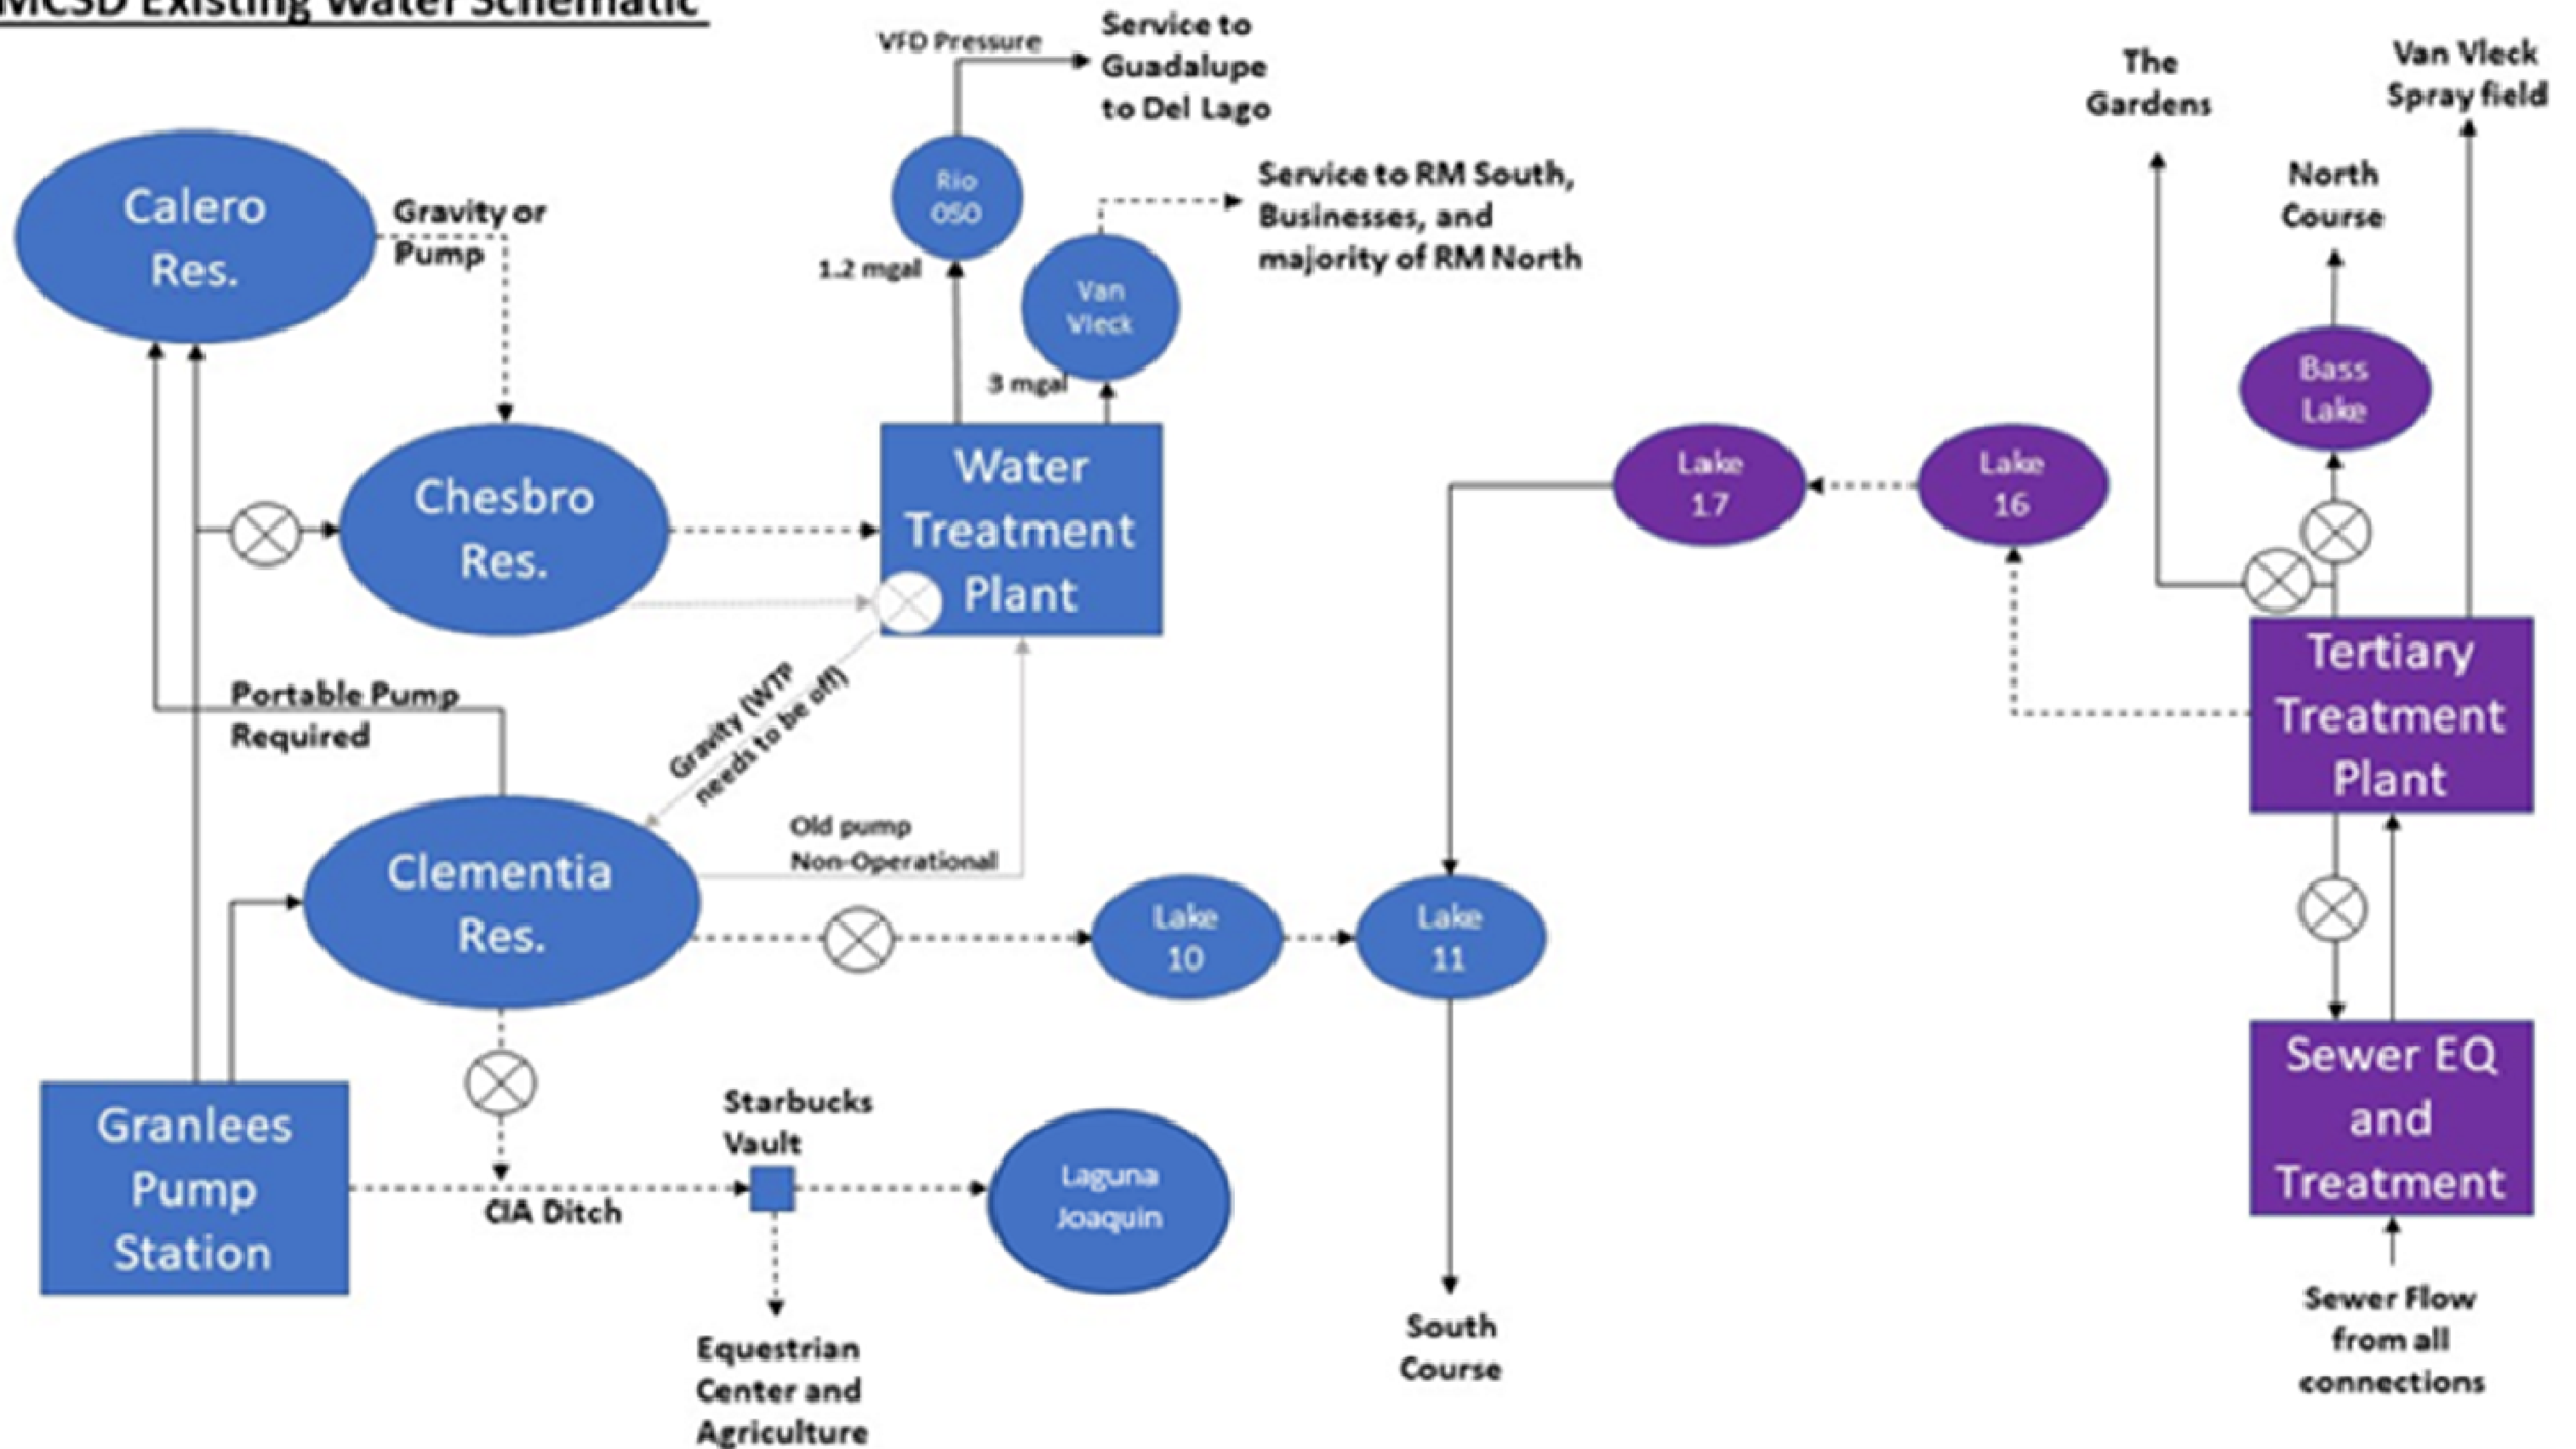 MCSD Existing Water Schematic
VFD Pressure
Service to
Guadalupe
to Del Lago
The
Gardens
Van Vleck
Spray field
Calero
Res.
Gravity or
Pump
Rio
050
1.2 mgal
Service to RM South,
Businesses, and
majority of RM North
Van
Vleck
3 mgal
North
Course
Bass
Lake
Chesbro
Res.
Water
Treatment
Plant
Lake
17
Lake
16
Portable Pump
Required
Gravity (WTP
needs to be off)
Tertiary
Treatment
Plant
Clementia
Res.
Old pump
Non-Operational
Lake
10
Lake
11
Granlees
Pump
Station
CIA Ditch
Starbucks
Vault
Laguna
Joaquin
Equestrian
Center and
Agriculture
South
Course
Sewer EQ
and
Treatment
Sewer Flow
from all
connections